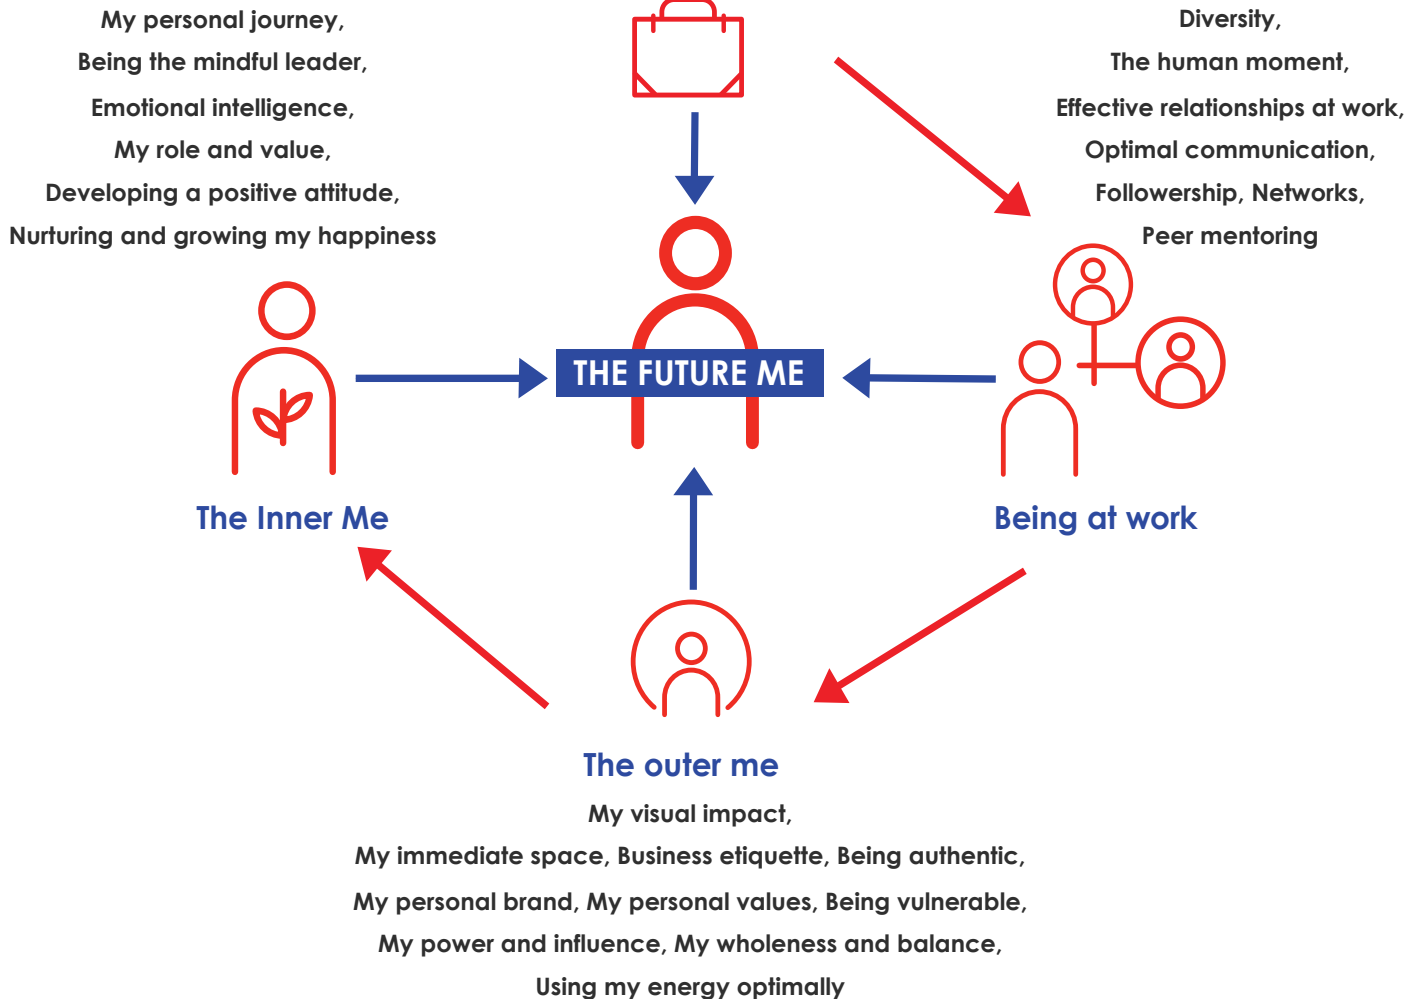 My personal journey,
Being the mindful leader,
Emotional intelligence,
My role and value,
Developing a positive attitude,
Nurturing and growing my happiness
Diversity,
The human moment,
Effective relationships at work,
Optimal communication,
Followership, Networks,
Peer mentoring
THE FUTURE ME
The Inner Me
Being at work
The outer me
My visual impact,
My immediate space, Business etiquette, Being authentic,
My personal brand, My personal values, Being vulnerable,
My power and influence, My wholeness and balance,
Using my energy optimally